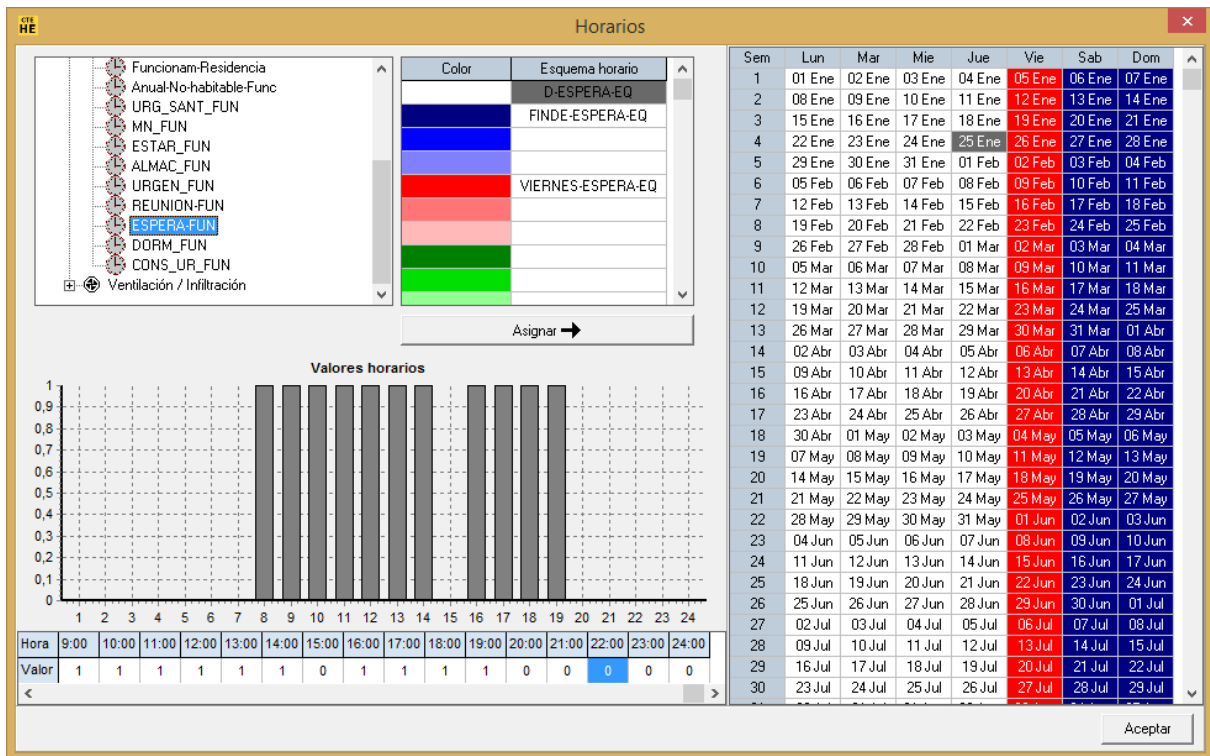 CTE
HE
Horarios
Funcionam-Residencia
Anual-No-habitable-Func
URG_SANT_FUN
MN_FUN
ESTAR_FUN
ALMAC_FUN
URGEN_FUN
REUNION-FUN
ESPERA-FUN
DORM_FUN
CONS_UR_FUN
Ventilación / Infiltración
Color Esquema horario
D-ESPERA-EQ
FINDE-ESPERA-EQ
VIERNES-ESPERA-EQ
Asignar
Valores horarios
1
0,9
0,8
0,7
0,6
0,5
0,4
0,3
0,2
0,1
0
1 2 3 4 5 6 7 8 9 10 11 12 13 14 15 16 17 18 19 20 21 22 23 24
Hora 9:00 10:00 11:00 12:00 13:00 14:00 15:00 16:00 17:00 18:00 19:00 20:00 21:00 22:00 23:00 24:00
Valor 1 1 1 1 1 1 0 1 1 1 1 0 0 0 0 0
Sem Lun Mar Mie Jue Vie Sab Dom
1 01 Ene 02 Ene 03 Ene 04 Ene 05 Ene 06 Ene 07 Ene
2 08 Ene 09 Ene 10 Ene 11 Ene 12 Ene 13 Ene 14 Ene
3 15 Ene 16 Ene 17 Ene 18 Ene 19 Ene 20 Ene 21 Ene
4 22 Ene 23 Ene 24 Ene 25 Ene 26 Ene 27 Ene 28 Ene
5 29 Ene 30 Ene 31 Ene 01 Feb 02 Feb 03 Feb 04 Feb
6 05 Feb 06 Feb 07 Feb 08 Feb 09 Feb 10 Feb 11 Feb
7 12 Feb 13 Feb 14 Feb 15 Feb 16 Feb 17 Feb 18 Feb
8 19 Feb 20 Feb 21 Feb 22 Feb 23 Feb 24 Feb 25 Feb
9 26 Feb 27 Feb 28 Feb 01 Mar 02 Mar 03 Mar 04 Mar
10 05 Mar 06 Mar 07 Mar 08 Mar 09 Mar 10 Mar 11 Mar
11 12 Mar 13 Mar 14 Mar 15 Mar 16 Mar 17 Mar 18 Mar
12 19 Mar 20 Mar 21 Mar 22 Mar 23 Mar 24 Mar 25 Mar
13 26 Mar 27 Mar 28 Mar 29 Mar 30 Mar 31 Mar 01 Abr
14 02 Abr 03 Abr 04 Abr 05 Abr 06 Abr 07 Abr 08 Abr
15 09 Abr 10 Abr 11 Abr 12 Abr 13 Abr 14 Abr 15 Abr
16 16 Abr 17 Abr 18 Abr 19 Abr 20 Abr 21 Abr 22 Abr
17 23 Abr 24 Abr 25 Abr 26 Abr 27 Abr 28 Abr 29 Abr
18 30 Abr 01 May 02 May 03 May 04 May 05 May 06 May
19 07 May 08 May 09 May 10 May 11 May 12 May 13 May
20 14 May 15 May 16 May 17 May 18 May 19 May 20 May
21 21 May 22 May 23 May 24 May 25 May 26 May 27 May
22 28 May 29 May 30 May 31 May 01 Jun 02 Jun 03 Jun
23 04 Jun 05 Jun 06 Jun 07 Jun 08 Jun 09 Jun 10 Jun
24 11 Jun 12 Jun 13 Jun 14 Jun 15 Jun 16 Jun 17 Jun
25 18 Jun 19 Jun 20 Jun 21 Jun 22 Jun 23 Jun 24 Jun
26 25 Jun 26 Jun 27 Jun 28 Jun 29 Jun 30 Jun 01 Jul
27 02 Jul 03 Jul 04 Jul 05 Jul 06 Jul 07 Jul 08 Jul
28 09 Jul 10 Jul 11 Jul 12 Jul 13 Jul 14 Jul 15 Jul
29 16 Jul 17 Jul 18 Jul 19 Jul 20 Jul 21 Jul 22 Jul
30 23 Jul 24 Jul 25 Jul 26 Jul 27 Jul 28 Jul 29 Jul
Aceptar